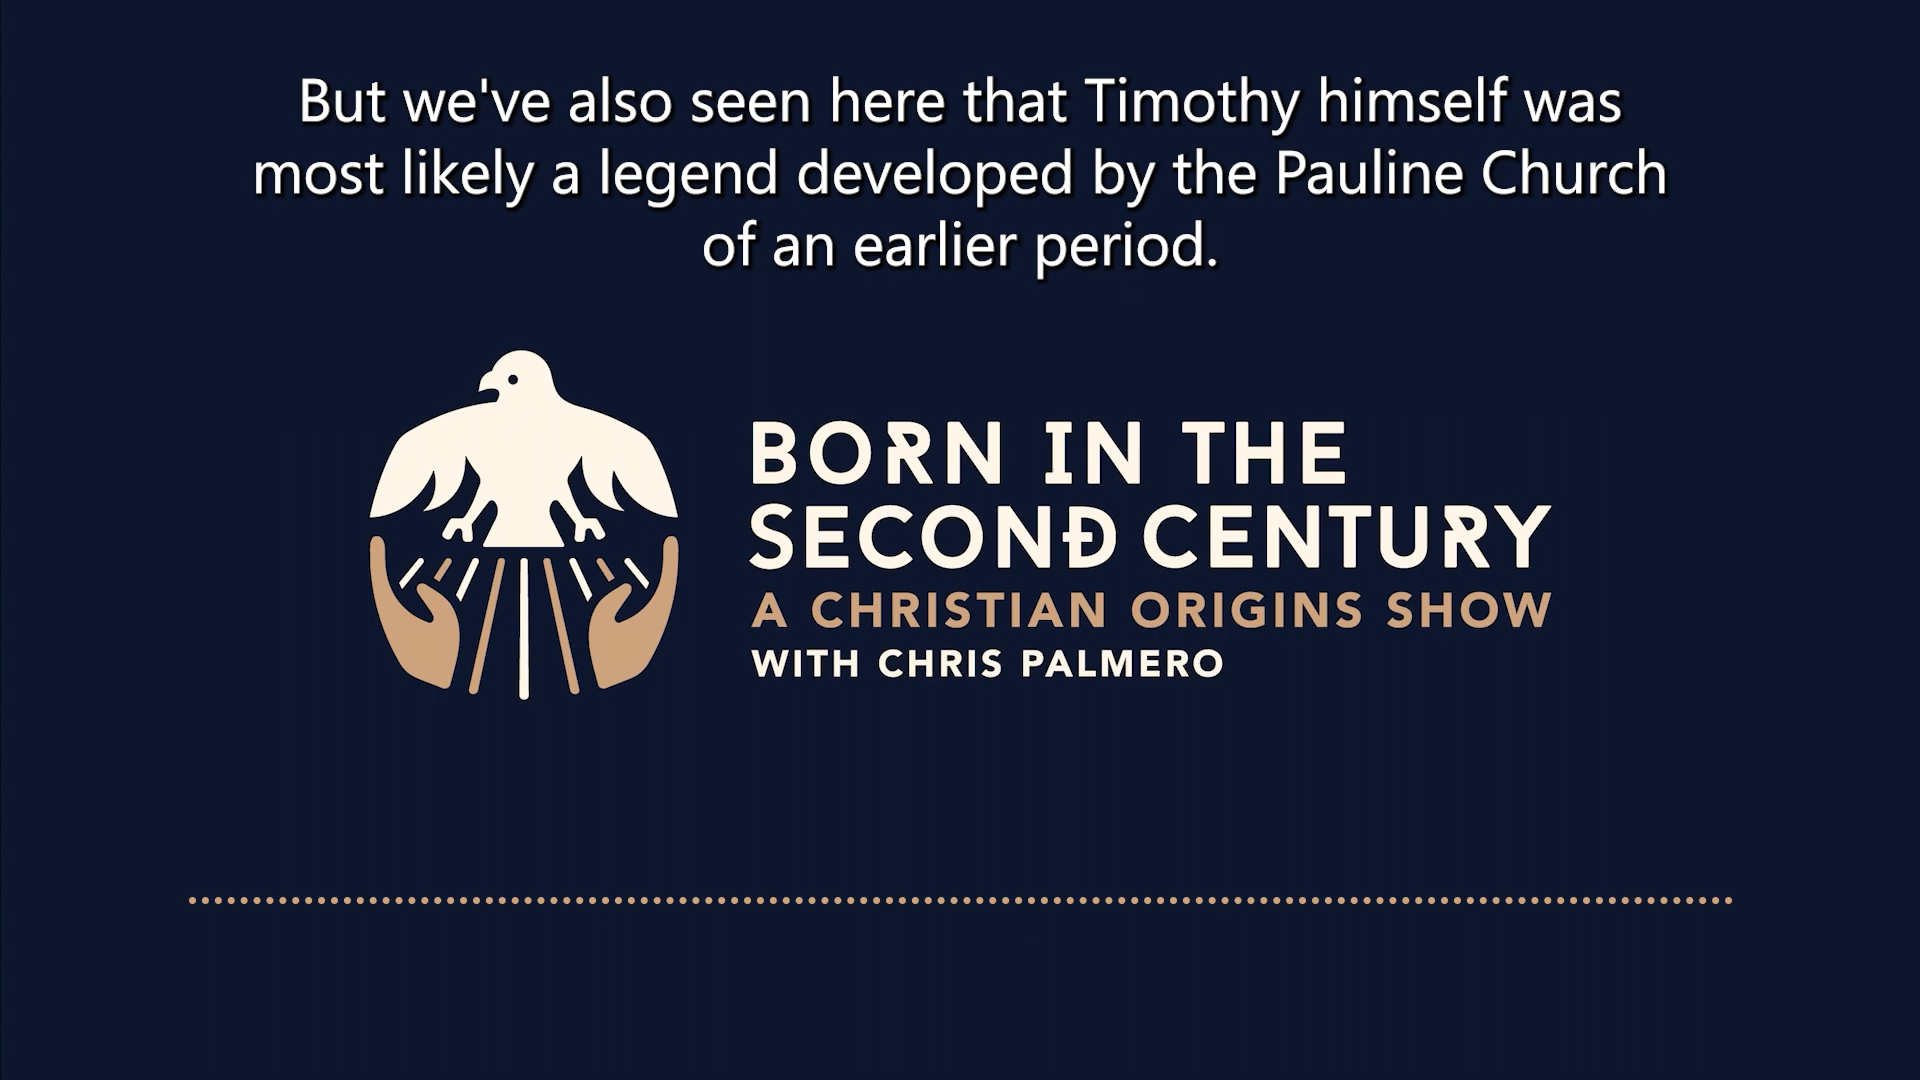 But we've also seen here that Timothy himself was
most likely a legend developed by the Pauline Church
of an earlier period.
BORN IN THE
SECOND CENTURY
A CHRISTIAN ORIGINS SHOW
WITH CHRIS PALMERO